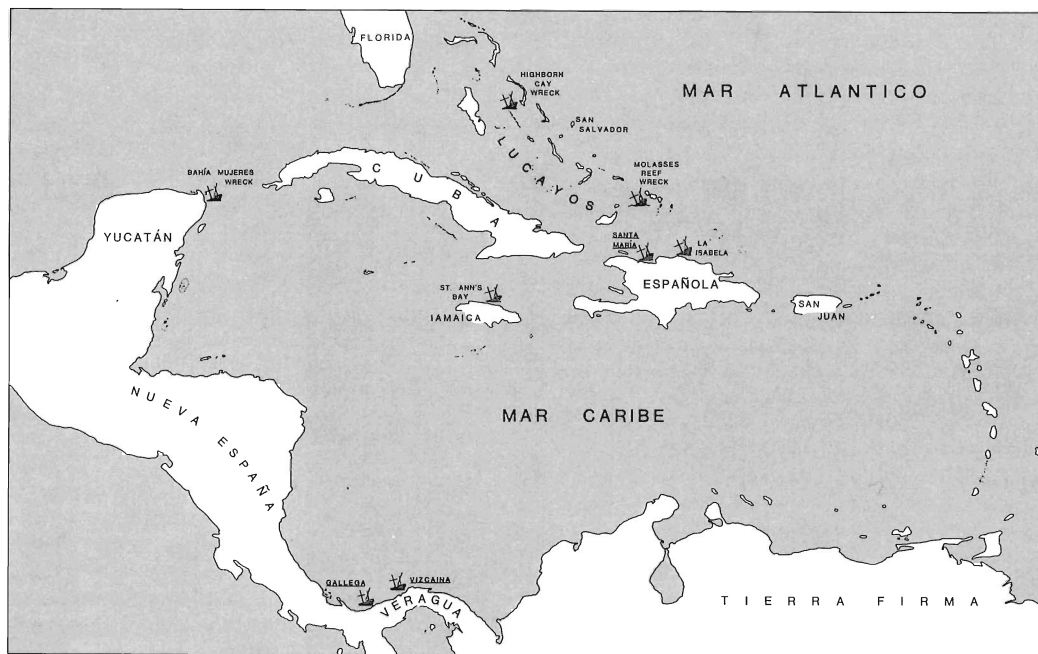 FLORIDA
HIGHBORN
CAY
WRECK
MAR ATLANTICO
SAN
SALVADOR
LUCAYOS
BAHÍA MUJERES
WRECK
CUBA
MOLASSES
REEF
WRECK
YUCATÁN
SANTA
MARÍA
LA
ISABELA
ST. ANN'S
BAY
ESPAÑOLA
IAMAICA
SAN
JUAN
NUEVA ESPAÑA
MAR CARIBE
GALLEGA
VIZCAINA
VERAGUA
TIERRA FIRMA